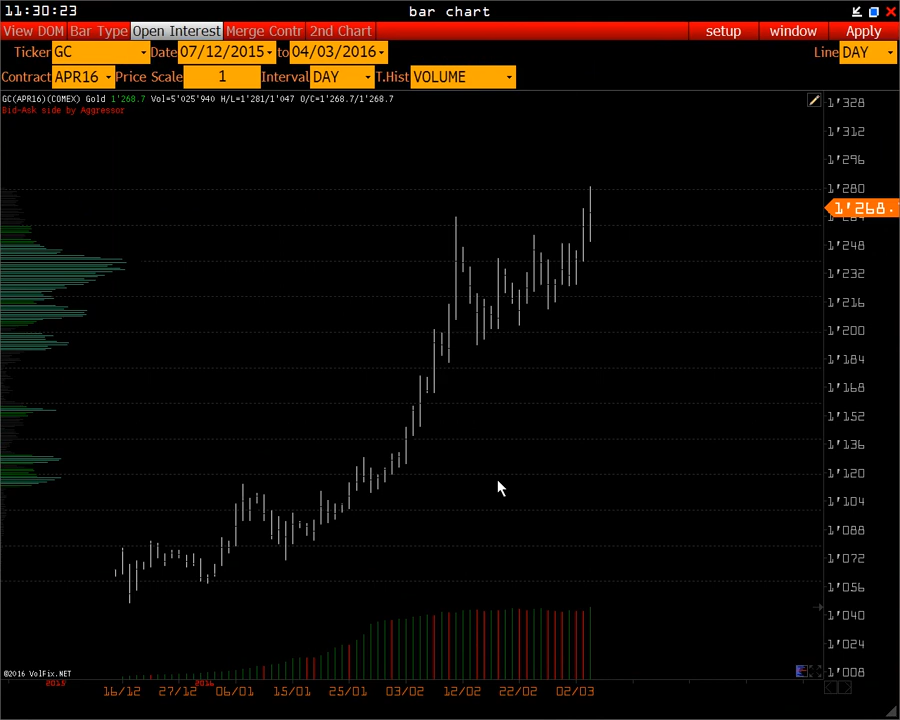 11:30:23 bar chart
View DOM Bar Type Open Interest Merge Contr 2nd Chart setup window Apply
Ticker GC Date 07/12/2015 to 04/03/2016 Line DAY
Contract APR16 Price Scale 1 Interval DAY T.Hist VOLUME
GC(APR16)(COMEX) Gold 1'268.7 Vol=5'025'940 H/L=1'281/1'047 O/C=1'268.7/1'268.7
Bid-Ask side by Aggressor
1'328
1'312
1'296
1'280
1'268.
1'248
1'232
1'216
1'200
1'184
1'168
1'152
1'136
1'120
1'104
1'088
1'072
1'056
1'040
1'024
1'008
©2016 VolFix.NET
2015 2016
16/12 27/12 06/01 15/01 25/01 03/02 12/02 22/02 02/03